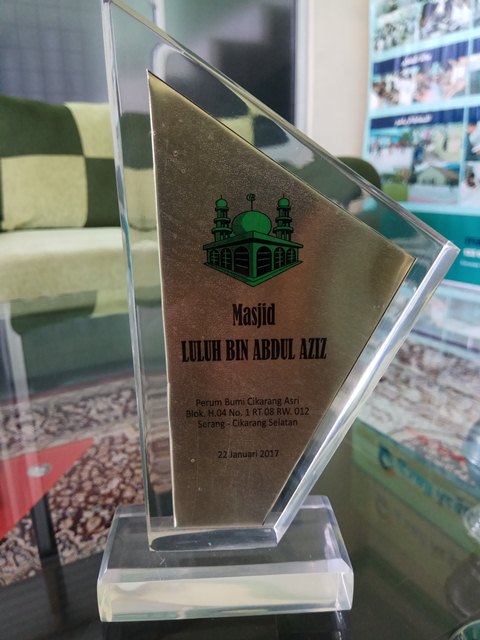 Masjid
LULUH BIN ABDUL AZIZ
Perum Bumi Cikarang Asri
Blok. H.04 No. 1 RT 08 RW. 012
Serang - Cikarang Selatan
22 Januari 2017